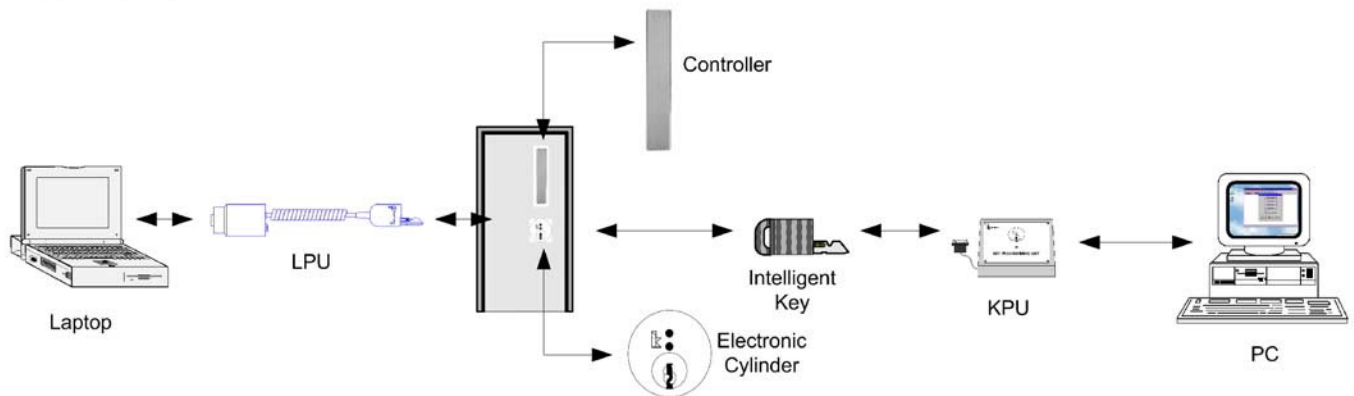 Controller
Laptop
LPU
Intelligent
Key
KPU
PC
Electronic
Cylinder